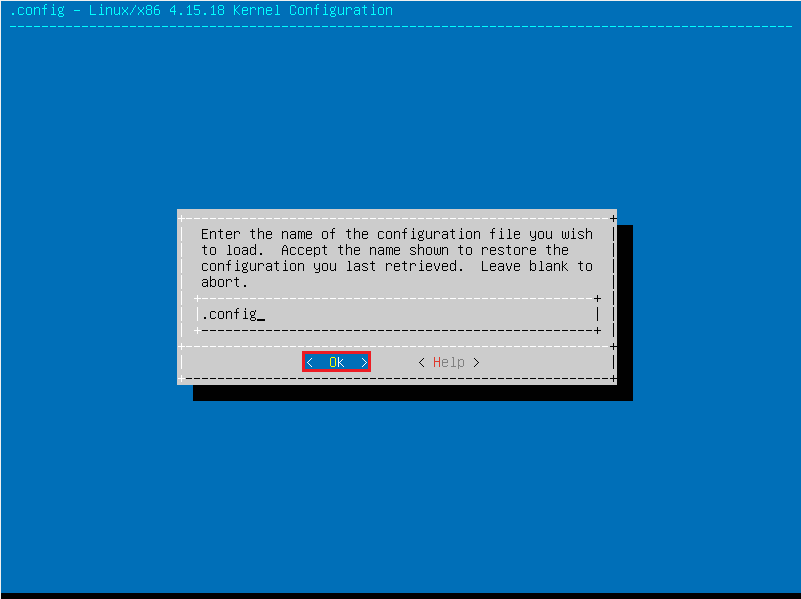 .config - Linux/x86 4.15.18 Kernel Configuration
Enter the name of the configuration file you wish
to load.  Accept the name shown to restore the
configuration you last retrieved.  Leave blank to
abort.
.config_
<  Ok  > < Help >